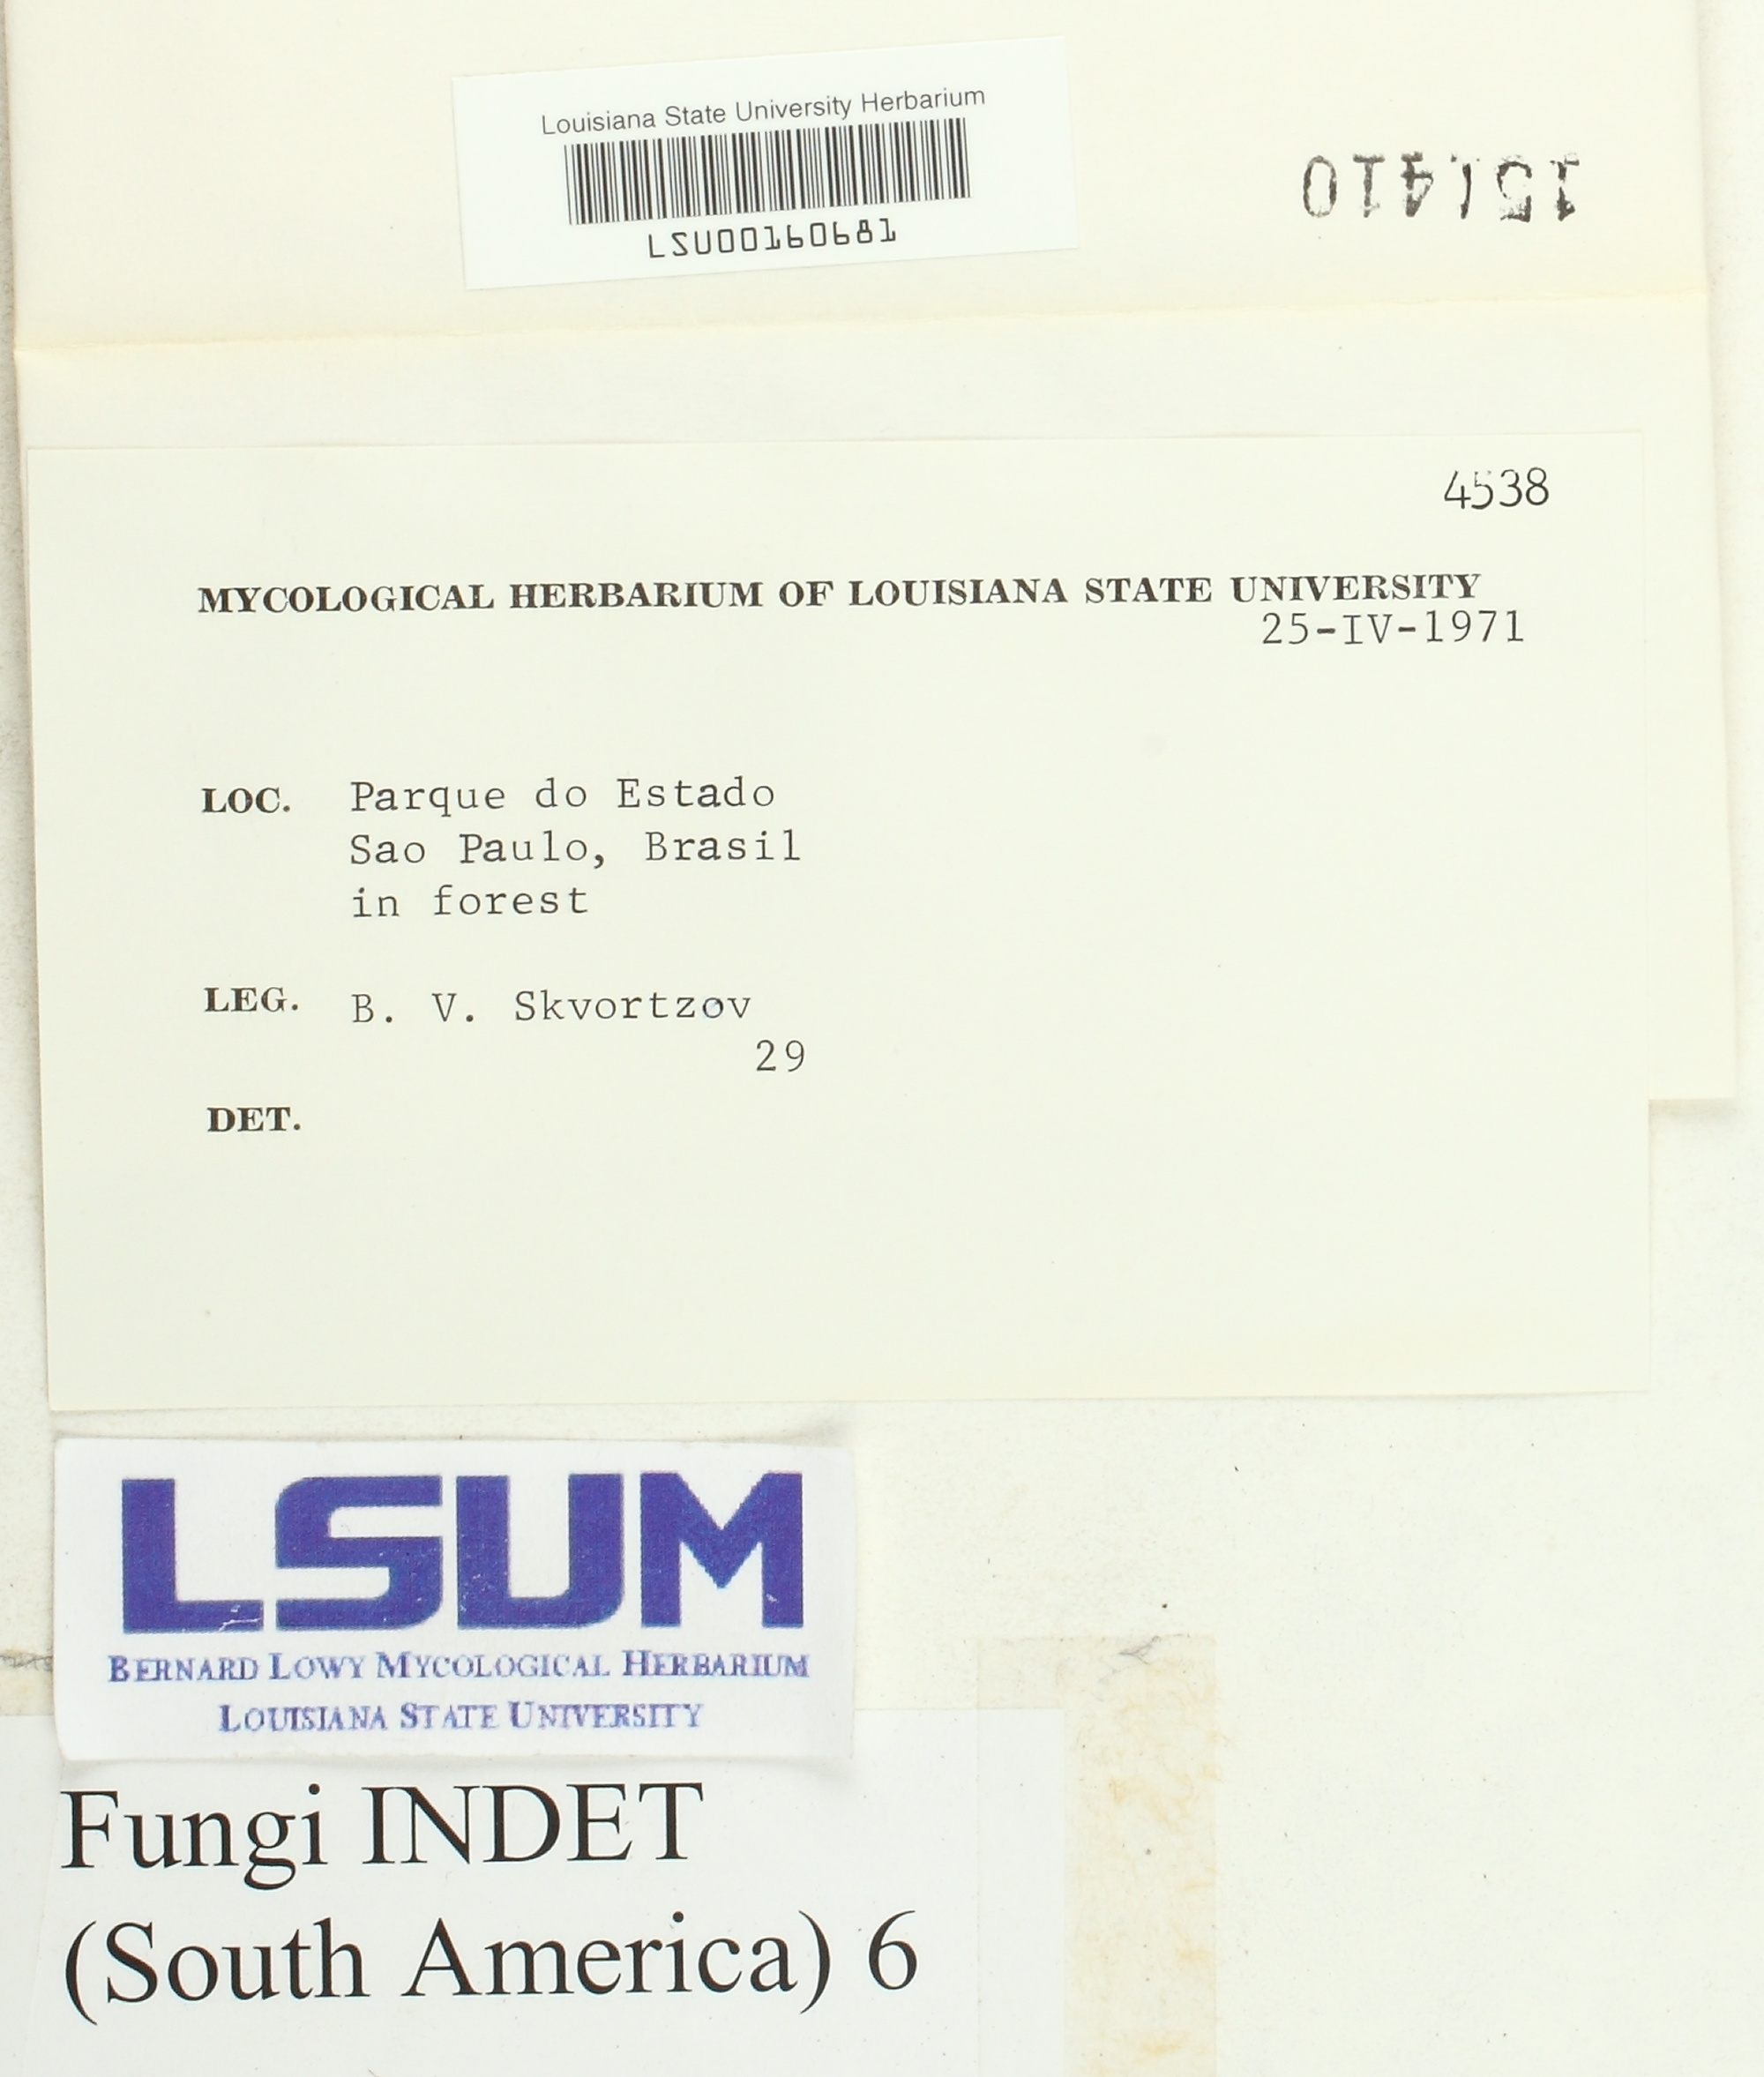 Louisiana State University Herbarium
LSU00160681
4538
MYCOLOGICAL HERBARIUM OF LOUISIANA STATE UNIVERSITY
25-IV-1971
LOC. Parque do Estado
Sao Paulo, Brasil
in forest
LEG. B. V. Skvortzov
29
DET.
LSUM
BERNARD LOWY MYCOLOGICAL HERBARIUM
LOUISIANA STATE UNIVERSITY
Fungi INDET
(South America) 6